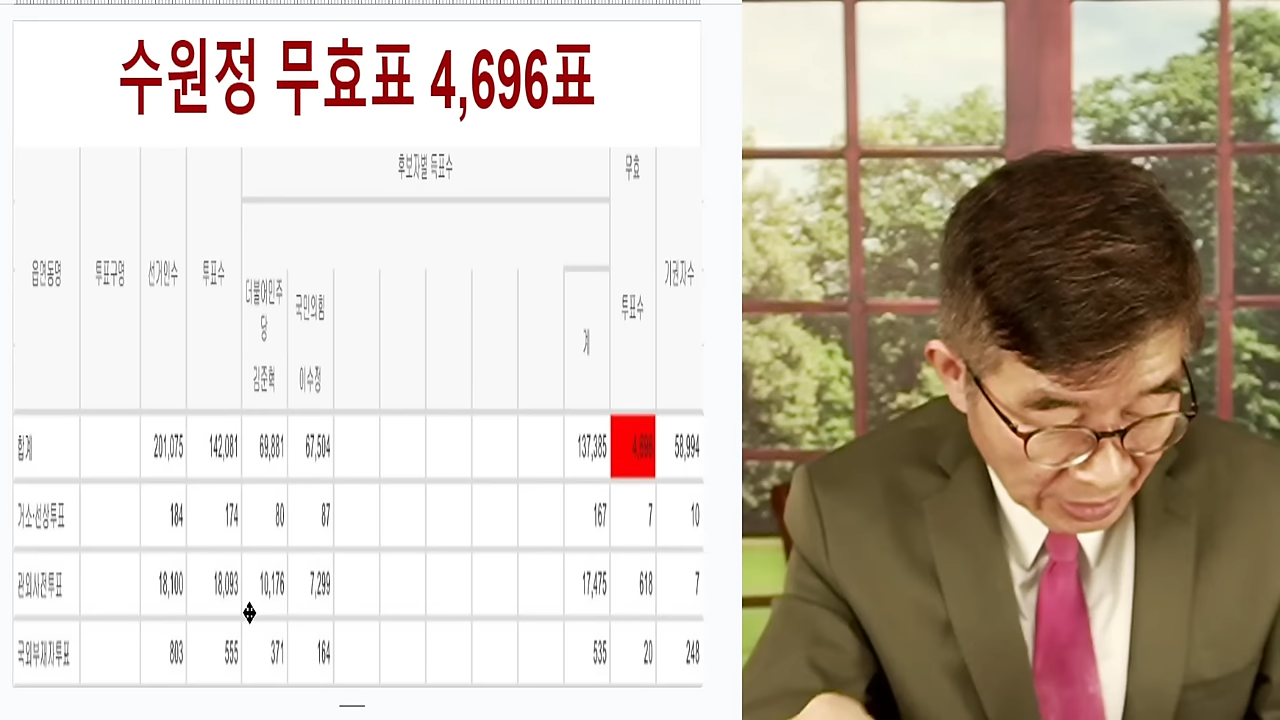 수원정 무효표 4,696표
후보자별 득표수 무효
읍면동명 투표구명 선거인수 투표수 기권자수
더불어민주당 국민의힘 계 투표수
김준혁 이수정
합계 201,075 142,081 69,881 67,504 137,385 4,696 58,994
거소·선상투표 184 174 80 87 167 7 10
관외사전투표 18,100 18,093 10,176 7,299 17,475 618 7
국외부재자투표 803 555 371 164 535 20 248